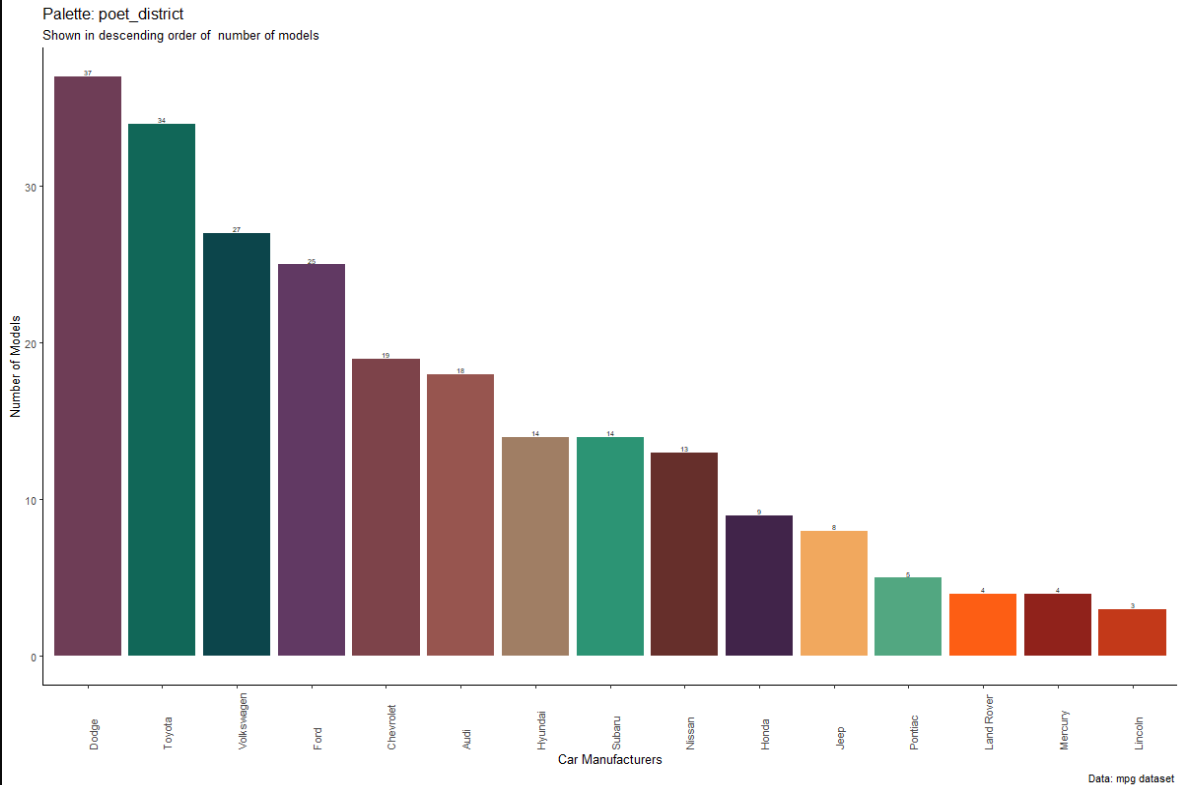 Palette: poet_district
Shown in descending order of  number of models
37
34
27
25
19
18
14
14
13
9
8
5
4
4
3
30
20
10
0
Number of Models
Dodge
Toyota
Volkswagen
Ford
Chevrolet
Audi
Hyundai
Subaru
Nissan
Honda
Jeep
Pontiac
Land Rover
Mercury
Lincoln
Car Manufacturers
Data: mpg dataset